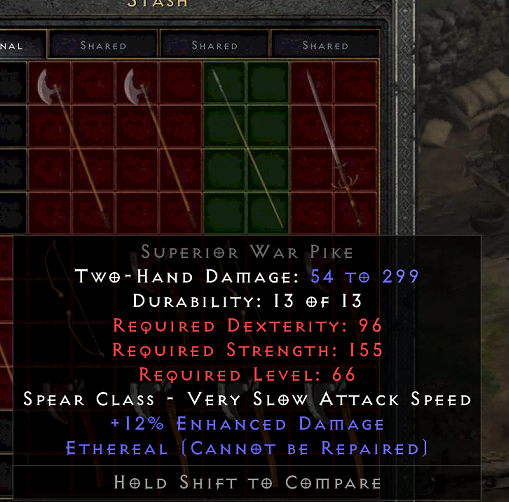 STASH
NAL
SHARED
SHARED
SHARED
SUPERIOR WAR PIKE
TWO-HAND DAMAGE: 54 TO 299
DURABILITY: 13 OF 13
REQUIRED DEXTERITY: 96
REQUIRED STRENGTH: 155
REQUIRED LEVEL: 66
SPEAR CLASS - VERY SLOW ATTACK SPEED
+12% ENHANCED DAMAGE
ETHEREAL (CANNOT BE REPAIRED)
HOLD SHIFT TO COMPARE